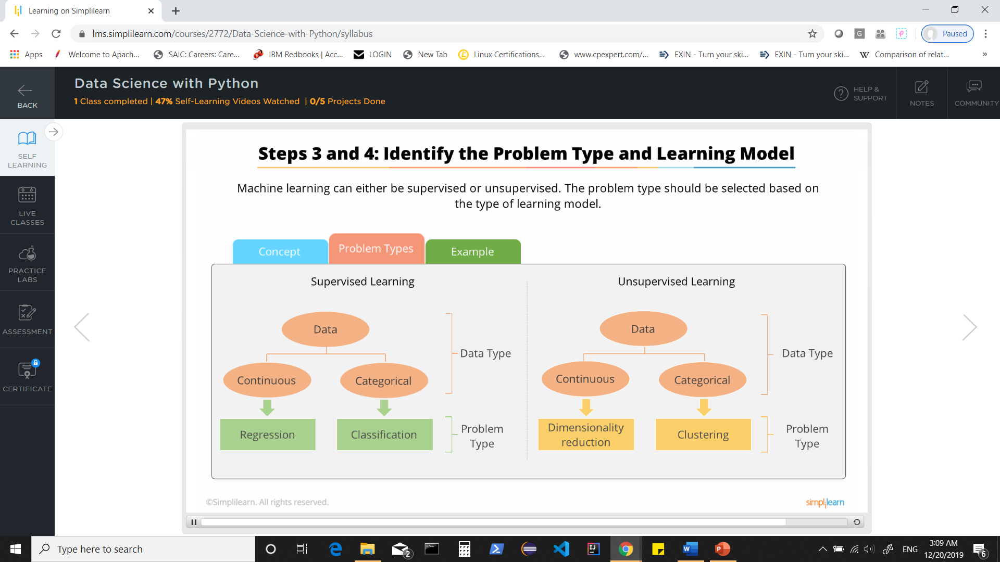 Learning on Simplilearn
lms.simplilearn.com/courses/2772/Data-Science-with-Python/syllabus
Paused
Apps
Welcome to Apach...
SAIC: Careers: Care...
IBM Redbooks | Acc...
LOGIN
New Tab
Linux Certifications...
www.cpexpert.com/...
EXIN - Turn your ski...
EXIN - Turn your ski...
Comparison of relat...
»
BACK
Data Science with Python
1 Class completed | 47% Self-Learning Videos Watched | 0/5 Projects Done
HELP &
SUPPORT
NOTES
COMMUNITY
SELF
LEARNING
LIVE
CLASSES
PRACTICE
LABS
ASSESSMENT
CERTIFICATE
Steps 3 and 4: Identify the Problem Type and Learning Model
Machine learning can either be supervised or unsupervised. The problem type should be selected based on
the type of learning model.
Concept
Problem Types
Example
Supervised Learning
Data
Continuous
Categorical
Data Type
Regression
Classification
Problem
Type
Unsupervised Learning
Data
Continuous
Categorical
Data Type
Dimensionality
reduction
Clustering
Problem
Type
©Simplilearn. All rights reserved.
simplilearn
Type here to search
2
ENG
3:09 AM
12/20/2019
6